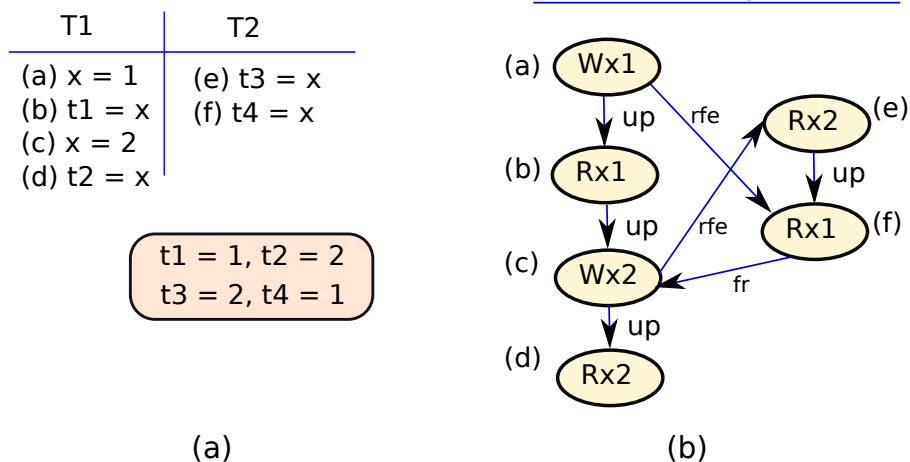 T1 T2
(a) x = 1 (e) t3 = x
(b) t1 = x (f) t4 = x
(c) x = 2
(d) t2 = x
t1 = 1, t2 = 2
t3 = 2, t4 = 1
(a)
(a) Wx1
up rfe Rx2 (e)
(b) Rx1 up
up rfe Rx1 (f)
(c) Wx2 fr
up
(d) Rx2
(b)